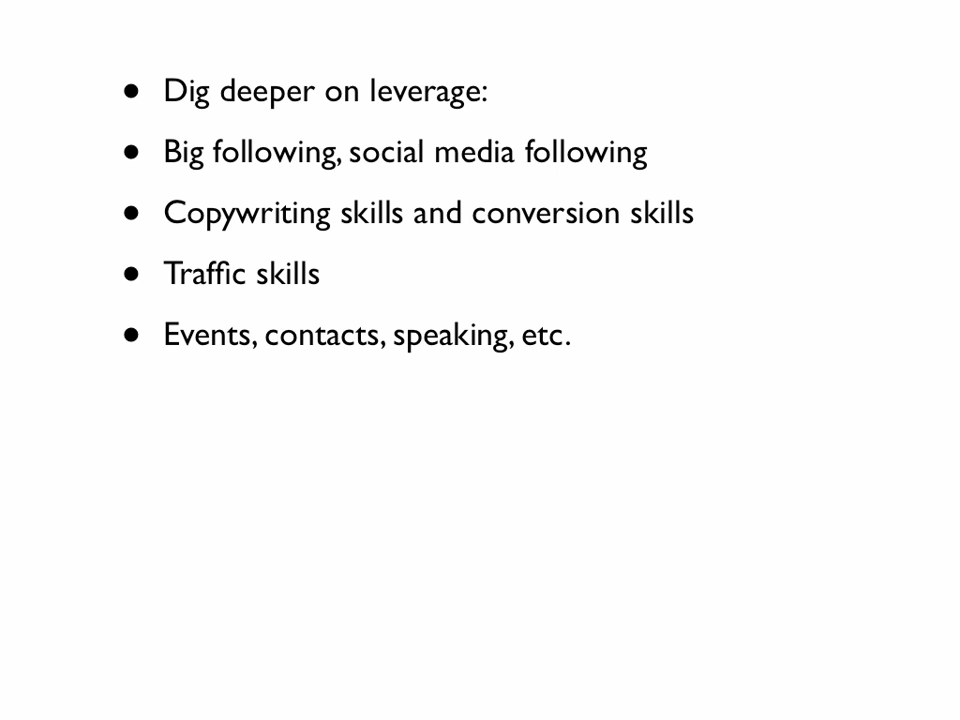 • Dig deeper on leverage:
• Big following, social media following
• Copywriting skills and conversion skills
• Traffic skills
• Events, contacts, speaking, etc.